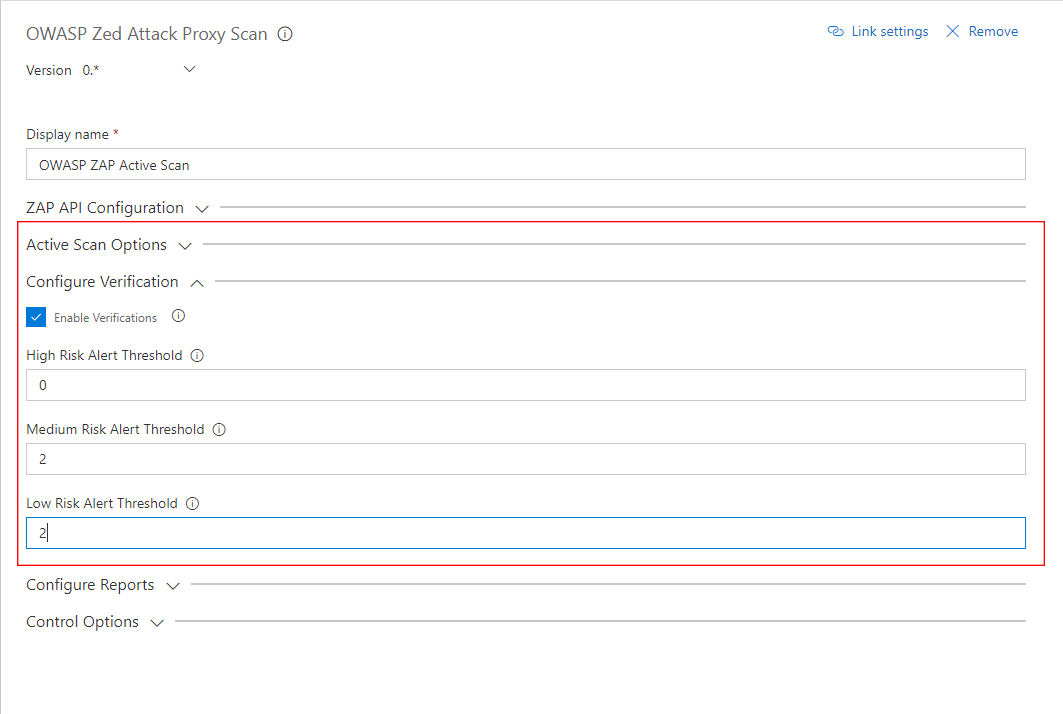 OWASP Zed Attack Proxy Scan
Link settings
Remove
Version 0.*
Display name *
OWASP ZAP Active Scan
ZAP API Configuration
Active Scan Options
Configure Verification
Enable Verifications
High Risk Alert Threshold
0
Medium Risk Alert Threshold
2
Low Risk Alert Threshold
2
Configure Reports
Control Options